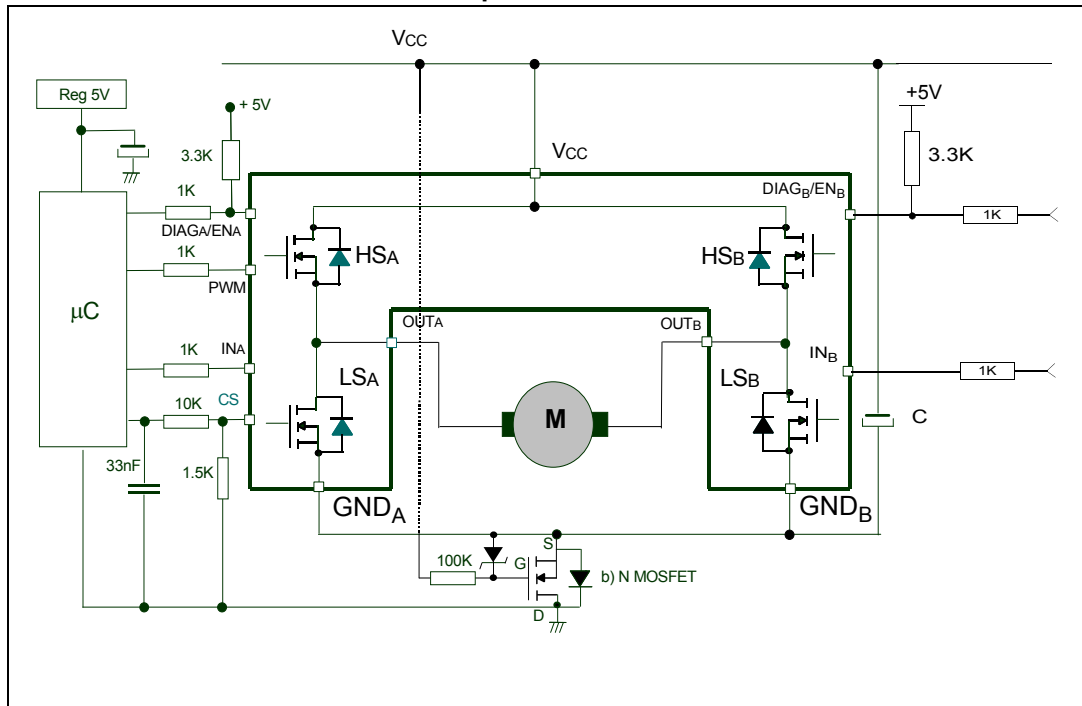 VCC
Reg 5V
+ 5V
+5V
3.3K
VCC
3.3K
1K
DIAGA/ENA
DIAGB/ENB
1K
HSA
HSB
1K
PWM
µC
OUTA
OUTB
1K
INA
INB
1K
LSA
LSB
10K
CS
M
C
33nF
1.5K
GNDA
GNDB
100K
G
S
b) N MOSFET
D